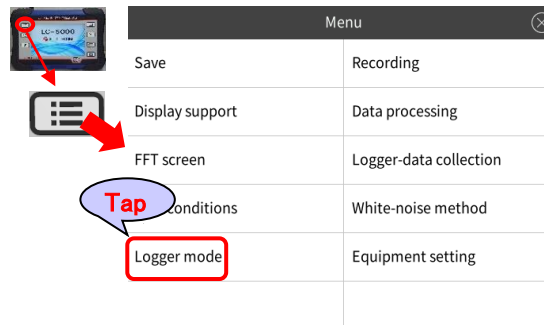 LC-5000
Menu
Save
Recording
Display support
Data processing
FFT screen
Logger-data collection
Tap
conditions
White-noise method
Logger mode
Equipment setting